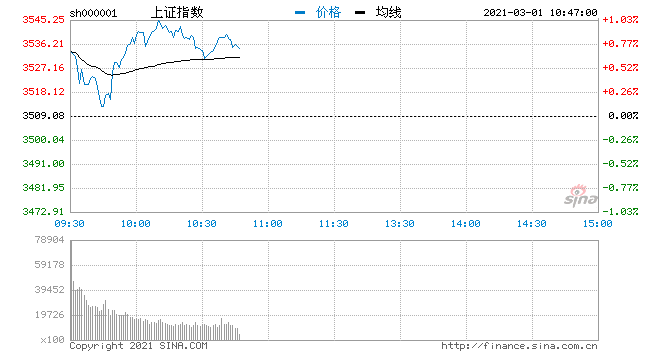 sh000001 上证指数 价格 均线 2021-03-01 10:47:00
3545.25 1.03%
3536.21 0.77%
3527.16 0.52%
3518.12 0.26%
3509.08 0.00%
3500.04 0.26%
3491.00 0.52%
3481.95 -0.77%
3472.91 -1.03%
sina
09:30 10:00 10:30 11:00 11:30 13:30 14:00 14:30 15:00
78904
59178
39452
19726
x100
Copyright 2021 SINA.COM http://finance.sina.com.cn